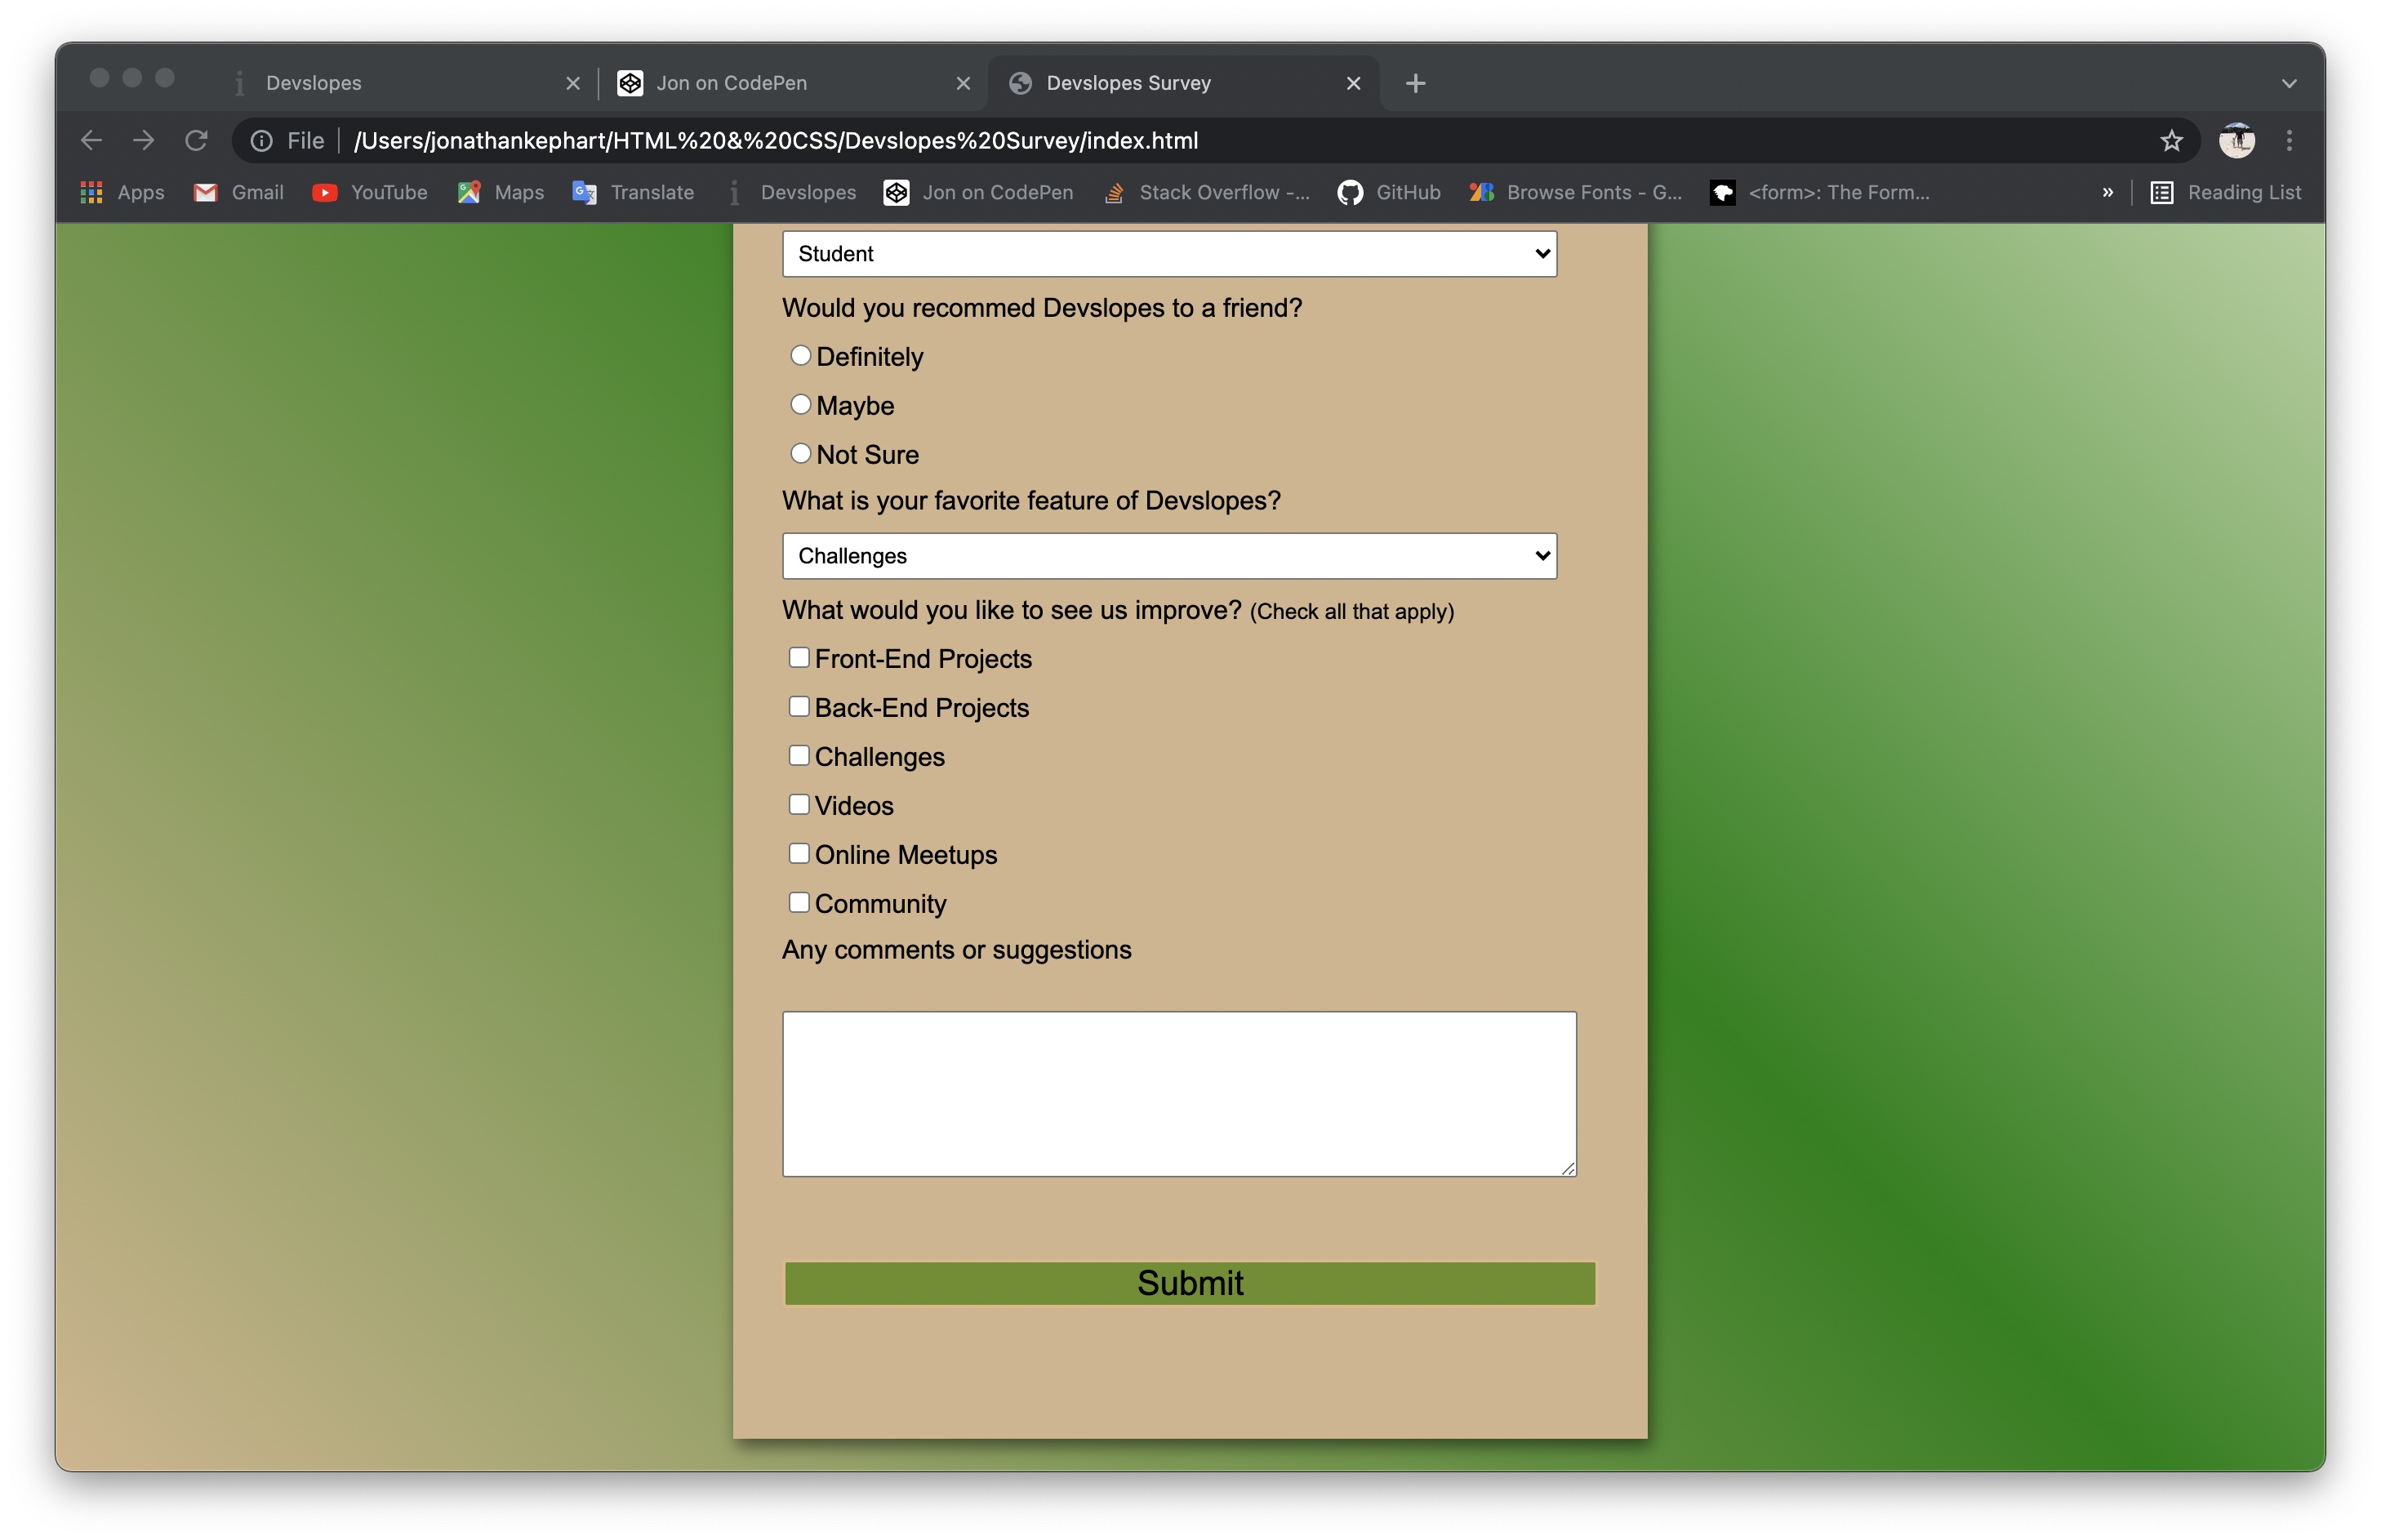 Devslopes
Jon on CodePen
Devslopes Survey
File /Users/jonathankephart/HTML%20&%20CSS/Devslopes%20Survey/index.html
Apps Gmail YouTube Maps Translate Devslopes Jon on CodePen Stack Overflow -... GitHub Browse Fonts - G... <form>: The Form... » Reading List
Student
Would you recommed Devslopes to a friend?
Definitely
Maybe
Not Sure
What is your favorite feature of Devslopes?
Challenges
What would you like to see us improve? (Check all that apply)
Front-End Projects
Back-End Projects
Challenges
Videos
Online Meetups
Community
Any comments or suggestions
Submit